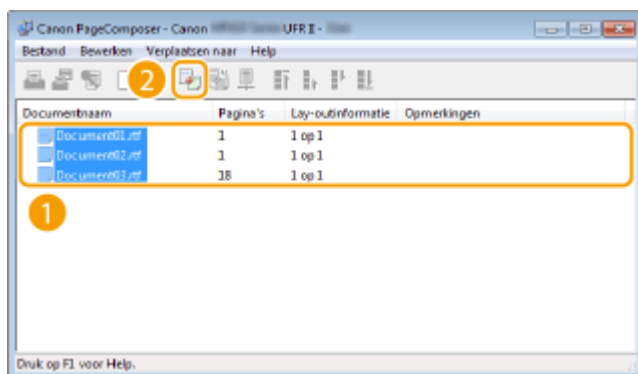 Canon PageComposer - Canon UFR II -
Bestand Bewerken Verplaatsen naar Help
2
Documentnaam Pagina's Lay-outinformatie Opmerkingen
Document01.rtf 1 1 op 1
Document02.rtf 1 1 op 1
Document03.rtf 18 1 op 1
1
Druk op F1 voor Help.